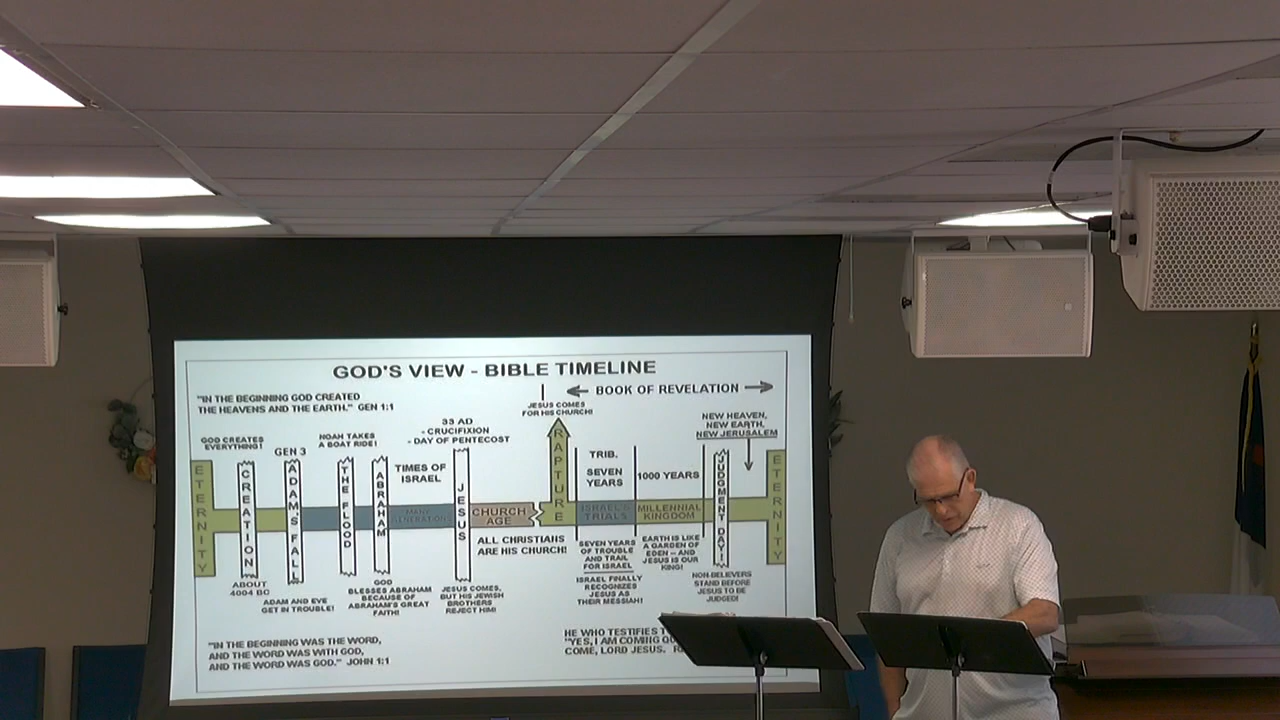 GOD'S VIEW - BIBLE TIMELINE
"IN THE BEGINNING GOD CREATED
THE HEAVENS AND THE EARTH." GEN 1:1
JESUS COMES
FOR HIS CHURCH!
BOOK OF REVELATION
GOD CREATES
EVERYTHING!
GEN 3
NOAH TAKES
A BOAT RIDE!
33 AD
- CRUCIFIXION
- DAY OF PENTECOST
NEW HEAVEN,
NEW EARTH,
NEW JERUSALEM
TIMES OF
ISRAEL
TRIB.
SEVEN
YEARS
1000 YEARS
ETERNITY
CREATION
ADAM'S FALL
THE FLOOD
ABRAHAM
MANY
GENERATIONS
JESUS
CHURCH
AGE
RAPTURE
ISRAEL'S
TRIALS
MILLENNIAL
KINGDOM
JUDGMENT DAY!
ETERNITY
ALL CHRISTIANS
ARE HIS CHURCH!
ABOUT
4004 BC
ADAM AND EVE
GET IN TROUBLE!
GOD
BLESSES ABRAHAM
BECAUSE OF
ABRAHAM'S GREAT
FAITH!
JESUS COMES,
BUT HIS JEWISH
BROTHERS
REJECT HIM!
SEVEN YEARS
OF TROUBLE
AND TRAIL
FOR ISRAEL
ISRAEL FINALLY
RECOGNIZES
JESUS AS
THEIR MESSIAH!
EARTH IS LIKE
A GARDEN OF
EDEN - AND
JESUS IS OUR
KING!
NON-BELIEVERS
STAND BEFORE
JESUS TO BE
JUDGED!
"IN THE BEGINNING WAS THE WORD,
AND THE WORD WAS WITH GOD,
AND THE WORD WAS GOD." JOHN 1:1
HE WHO TESTIFIES
"YES, I AM COMING
COME, LORD JESUS.